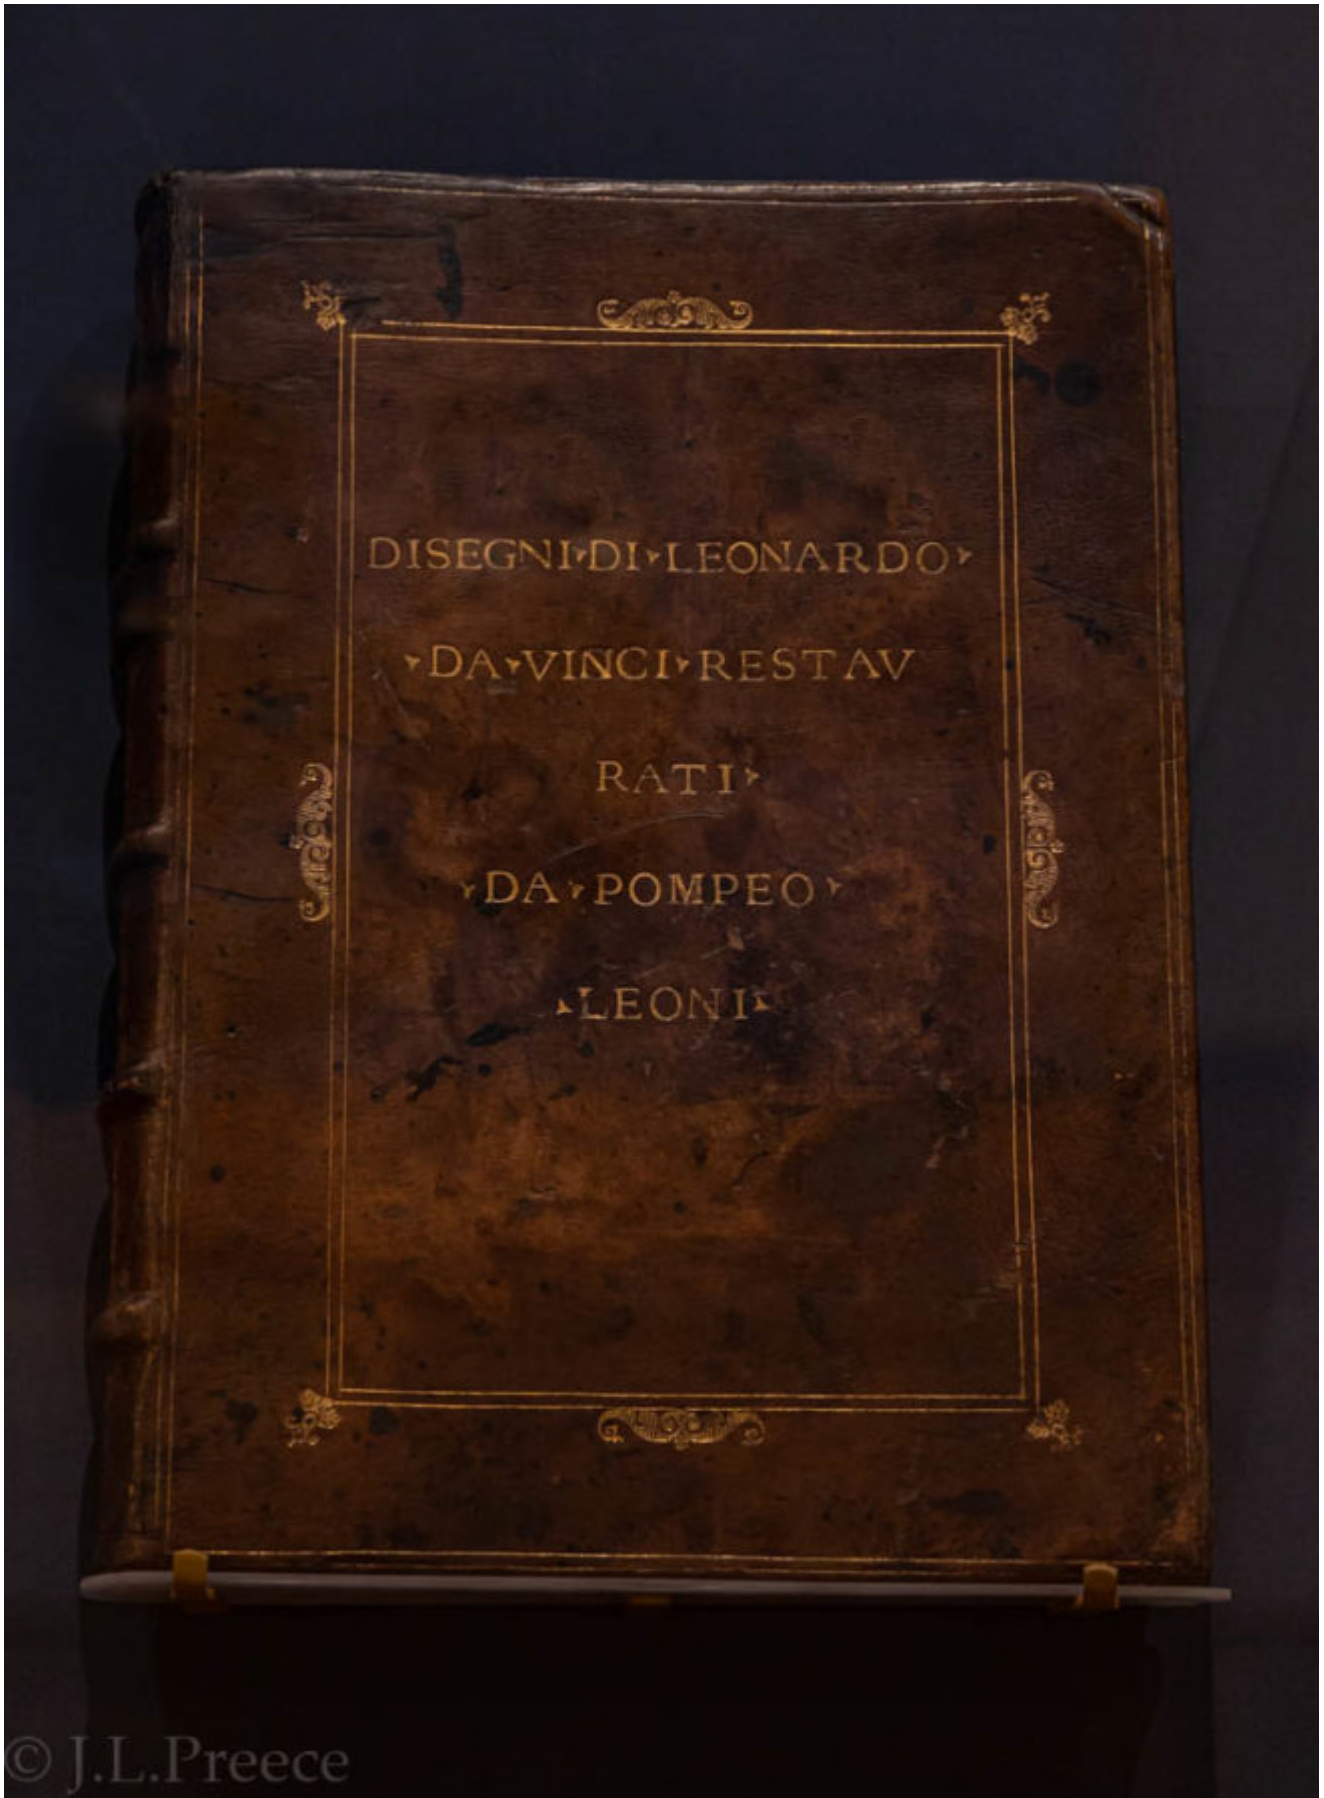 DISEGNI▾DI▾LEONARDO▾
▾DA▾VINCI▾RESTAV
RATI▾
▾DA▾POMPEO▾
▾LEONI▾
© J.L.Preece